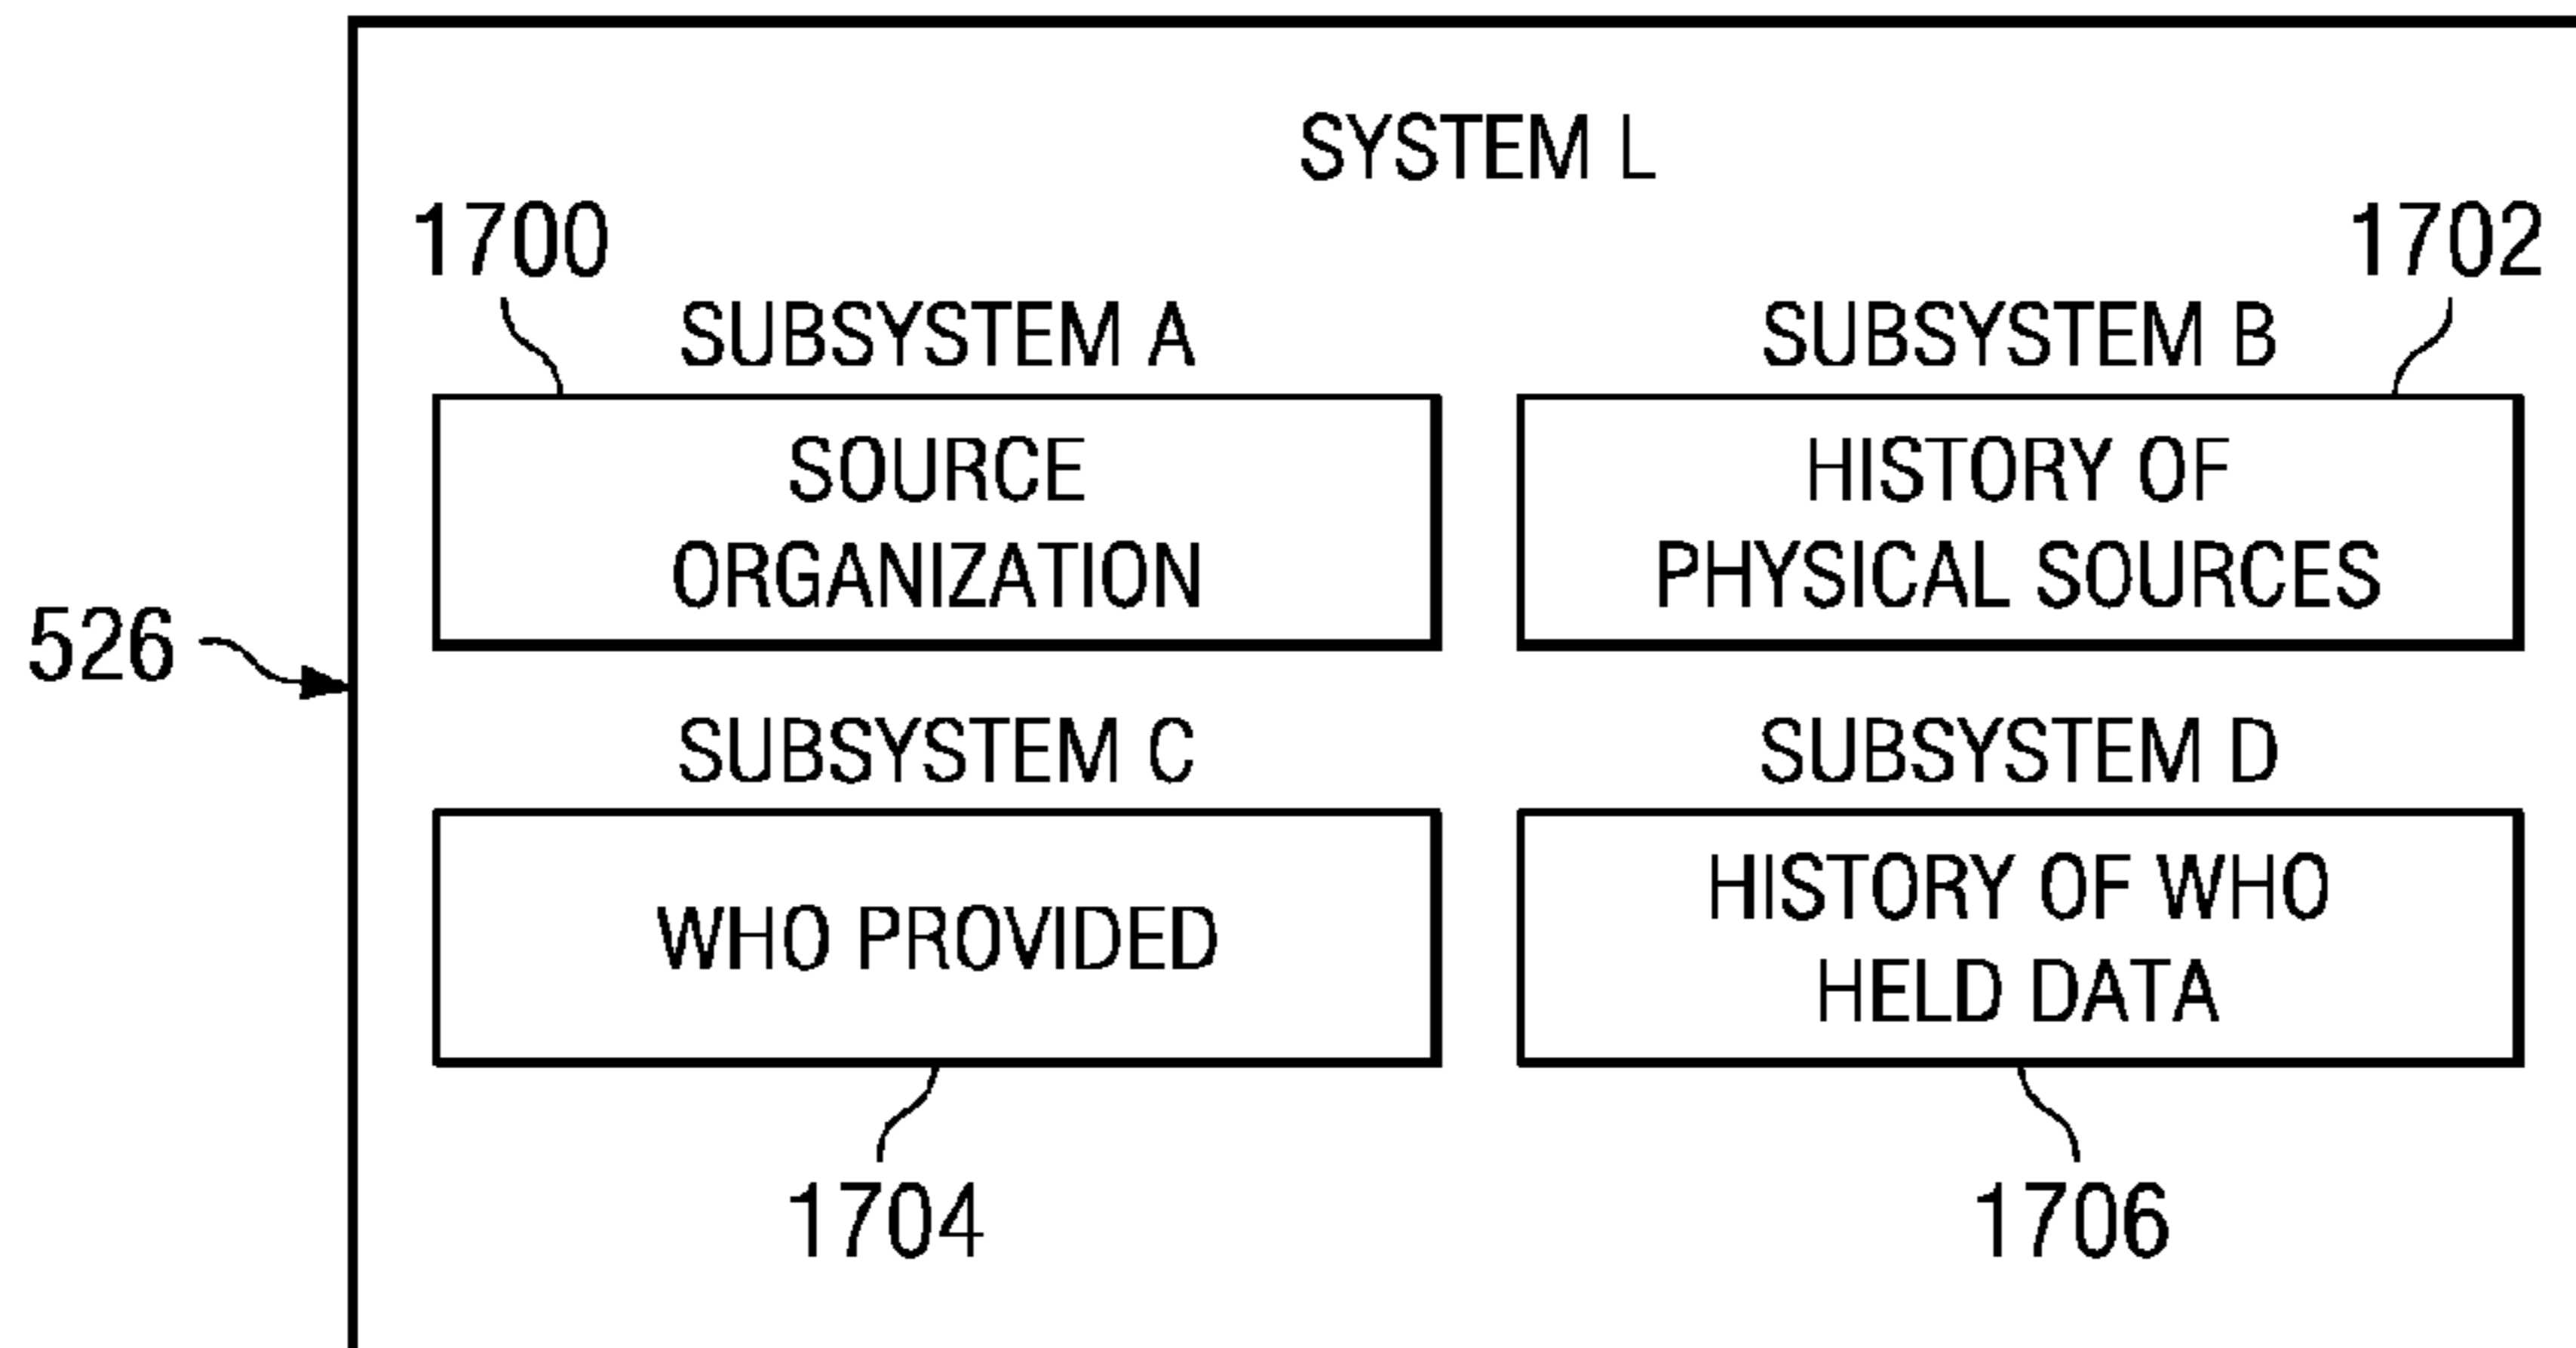 SYSTEM L
1700
1702
SUBSYSTEM A
SUBSYSTEM B
SOURCE
ORGANIZATION
HISTORY OF
PHYSICAL SOURCES
526
SUBSYSTEM C
SUBSYSTEM D
WHO PROVIDED
HISTORY OF WHO
HELD DATA
1704
1706